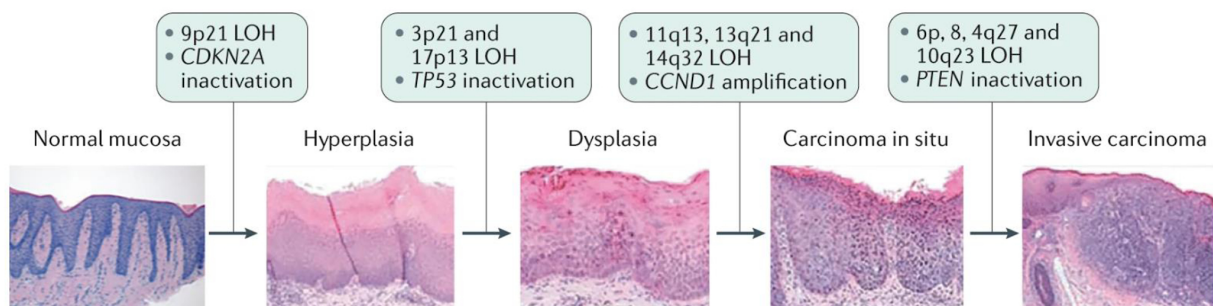 • 9p21 LOH
• CDKN2A
inactivation
• 3p21 and
17p13 LOH
• TP53 inactivation
• 11q13, 13q21 and
14q32 LOH
• CCND1 amplification
• 6p, 8, 4q27 and
10q23 LOH
• PTEN inactivation
Normal mucosa
Hyperplasia
Dysplasia
Carcinoma in situ
Invasive carcinoma